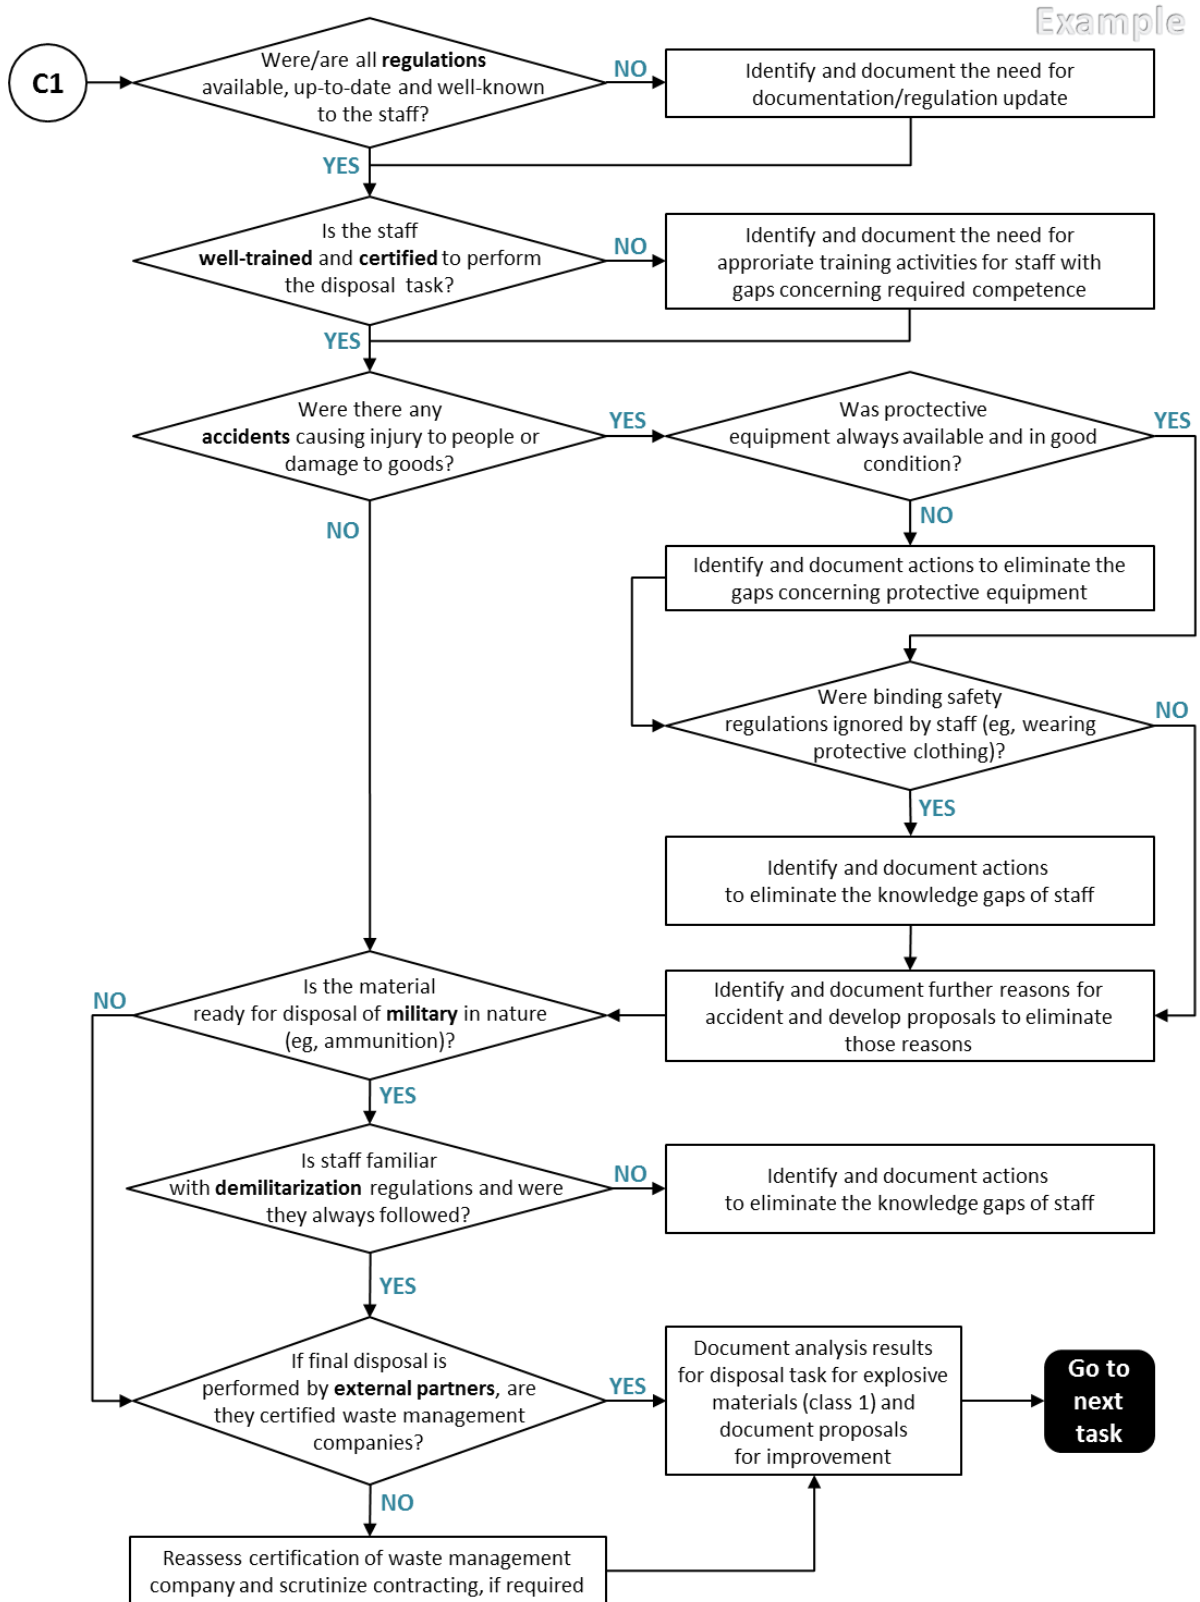 Example
C1
Were/are all regulations
available, up-to-date and well-known
to the staff?
NO
Identify and document the need for
documentation/regulation update
YES
Is the staff
well-trained and certified to perform
the disposal task?
NO
Identify and document the need for
approriate training activities for staff with
gaps concerning required competence
YES
Were there any
accidents causing injury to people or
damage to goods?
YES
Was proctective
equipment always available and in good
condition?
YES
NO
NO
Identify and document actions to eliminate the
gaps concerning protective equipment
Were binding safety
regulations ignored by staff (eg, wearing
protective clothing)?
NO
YES
Identify and document actions
to eliminate the knowledge gaps of staff
Identify and document further reasons for
accident and develop proposals to eliminate
those reasons
Is the material
ready for disposal of military in nature
(eg, ammunition)?
NO
YES
Is staff familiar
with demilitarization regulations and were
they always followed?
NO
Identify and document actions
to eliminate the knowledge gaps of staff
YES
If final disposal is
performed by external partners, are
they certified waste management
companies?
YES
Document analysis results
for disposal task for explosive
materials (class 1) and
document proposals
for improvement
Go to
next
task
NO
Reassess certification of waste management
company and scrutinize contracting, if required